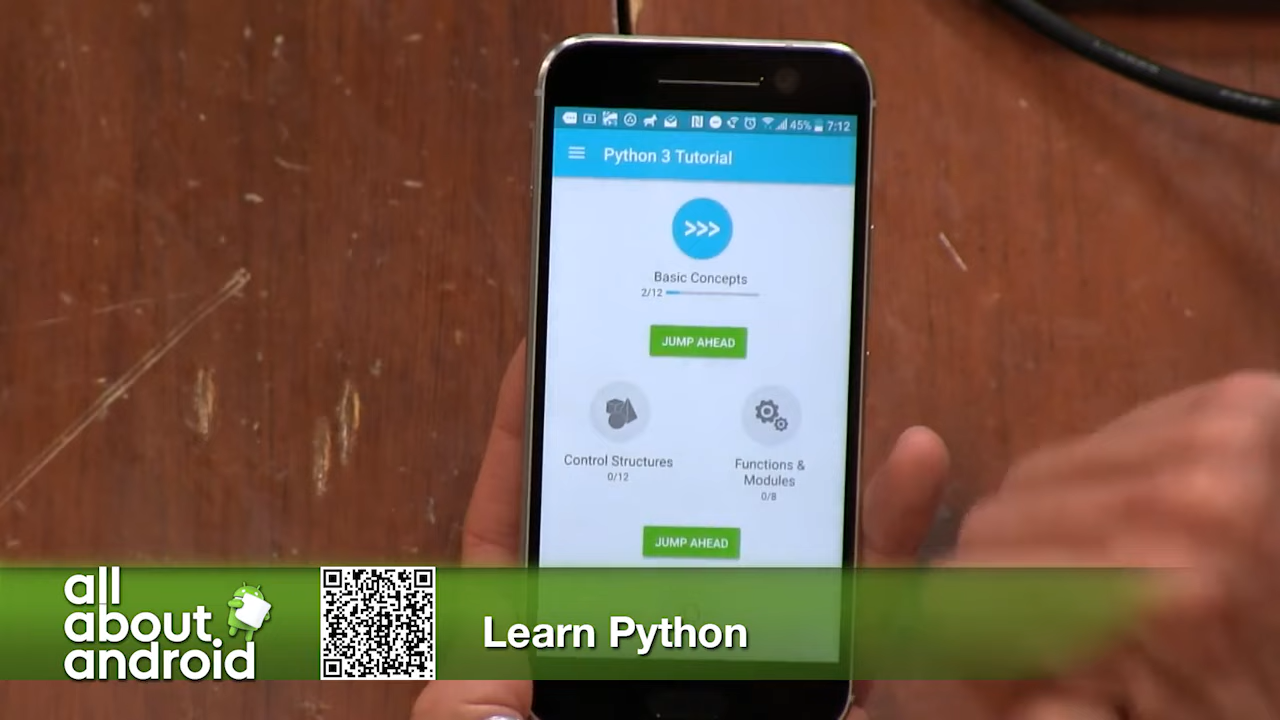 45% 7:12
Python 3 Tutorial
>>>
Basic Concepts
2/12
JUMP AHEAD
Control Structures
0/12
Functions &
Modules
0/8
JUMP AHEAD
all
about
android
Learn Python